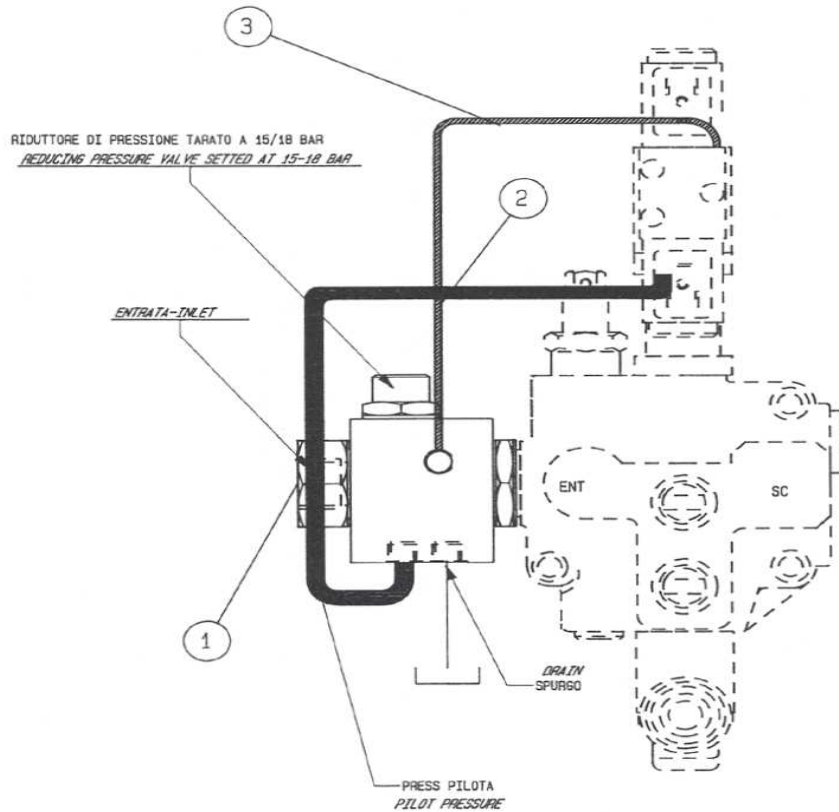 3
RIDUTTORE DI PRESSIONE TARATO A 15/18 BAR
REDUCING PRESSURE VALVE SETTED AT 15-18 BAR
2
ENTRATA-INLET
ENT
SC
1
DRAIN
SPURGO
PRESS PILOTA
PILOT PRESSURE